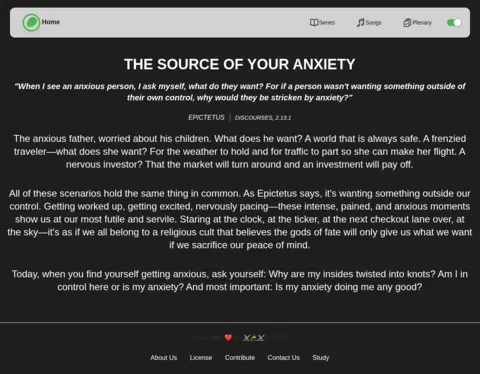 Home
Series
Songs
Plenary
THE SOURCE OF YOUR ANXIETY
"When I see an anxious person, I ask myself, what do they want? For if a person wasn't wanting something outside of
their own control, why would they be stricken by anxiety?"
EPICTETUS | DISCOURSES, 2.13.1
The anxious father, worried about his children. What does he want? A world that is always safe. A frenzied
traveler—what does she want? For the weather to hold and for traffic to part so she can make her flight. A
nervous investor? That the market will turn around and an investment will pay off.
All of these scenarios hold the same thing in common. As Epictetus says, it's wanting something outside our
control. Getting worked up, getting excited, nervously pacing—these intense, pained, and anxious moments
show us at our most futile and servile. Staring at the clock, at the ticker, at the next checkout lane over, at
the sky—it's as if we all belong to a religious cult that believes the gods of fate will only give us what we want
if we sacrifice our peace of mind.
Today, when you find yourself getting anxious, ask yourself: Why are my insides twisted into knots? Am I in
control here or is my anxiety? And most important: Is my anxiety doing me any good?
About Us
License
Contribute
Contact Us
Study